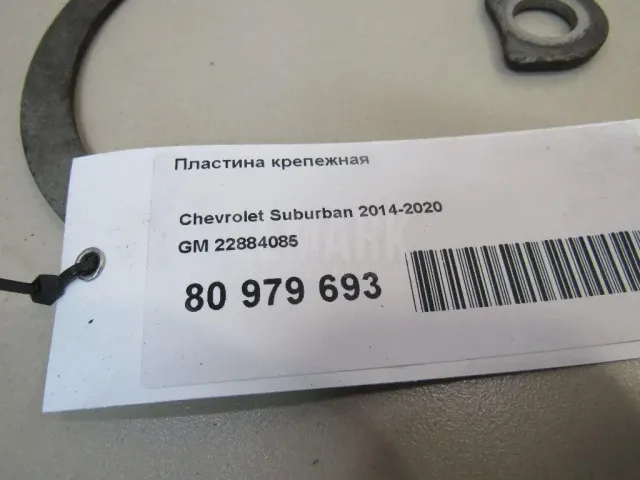 Пластина крепежная
Chevrolet Suburban 2014-2020
GM 22884085
80 979 693